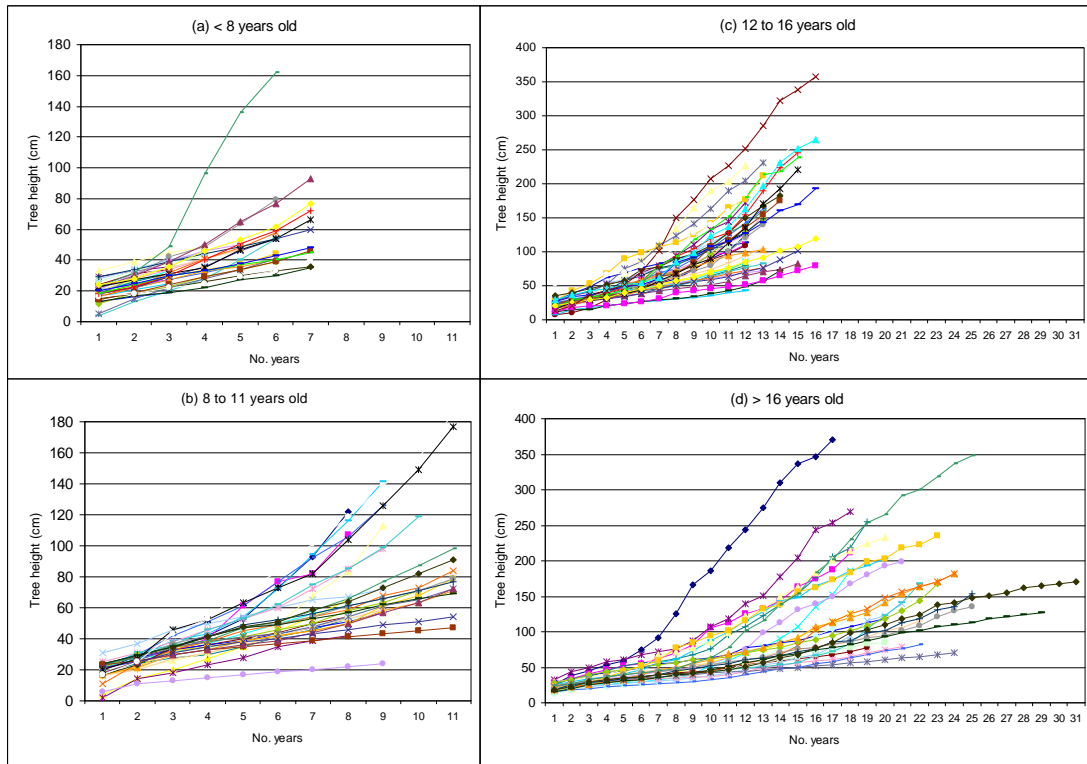 (a) < 8 years old
180
160
140
120
100
80
60
40
20
0
Tree height (cm)
1 2 3 4 5 6 7 8 9 10 11
No. years
(c) 12 to 16 years old
400
350
300
250
200
150
100
50
0
Tree height (cm)
1 2 3 4 5 6 7 8 9 10 11 12 13 14 15 16 17 18 19 20 21 22 23 24 25 26 27 28 29 30 31
No. years
(b) 8 to 11 years old
180
160
140
120
100
80
60
40
20
0
Tree height (cm)
1 2 3 4 5 6 7 8 9 10 11
No. years
(d) > 16 years old
400
350
300
250
200
150
100
50
0
Tree height (cm)
1 2 3 4 5 6 7 8 9 10 11 12 13 14 15 16 17 18 19 20 21 22 23 24 25 26 27 28 29 30 31
No. years